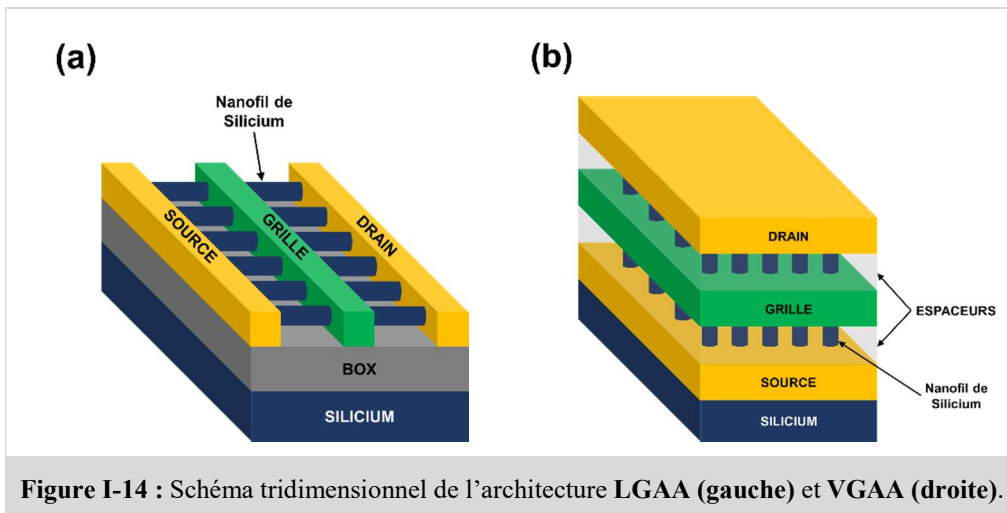 (a)
Nanofil de
Silicium
SOURCE
GRILLE
DRAIN
BOX
SILICIUM
(b)
DRAIN
GRILLE
ESPACEURS
SOURCE
Nanofil de
Silicium
SILICIUM
Figure I-14 : Schéma tridimensionnel de l’architecture LGAA (gauche) et VGAA (droite).